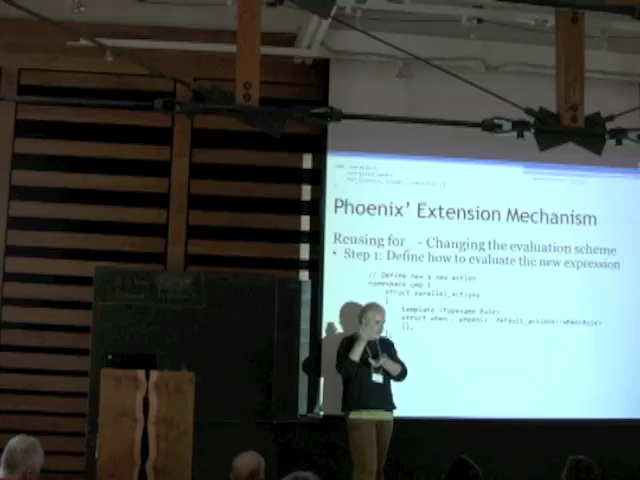 Phoenix' Extension Mechanism
Reusing for_ - Changing the evaluation scheme
• Step 1: Define how to evaluate the new expression
// Define how a new action
namespace omp {
struct parallel_actions
{
template <typename Rule>
struct when : phoenix::default_actions::when<Rule>
{};